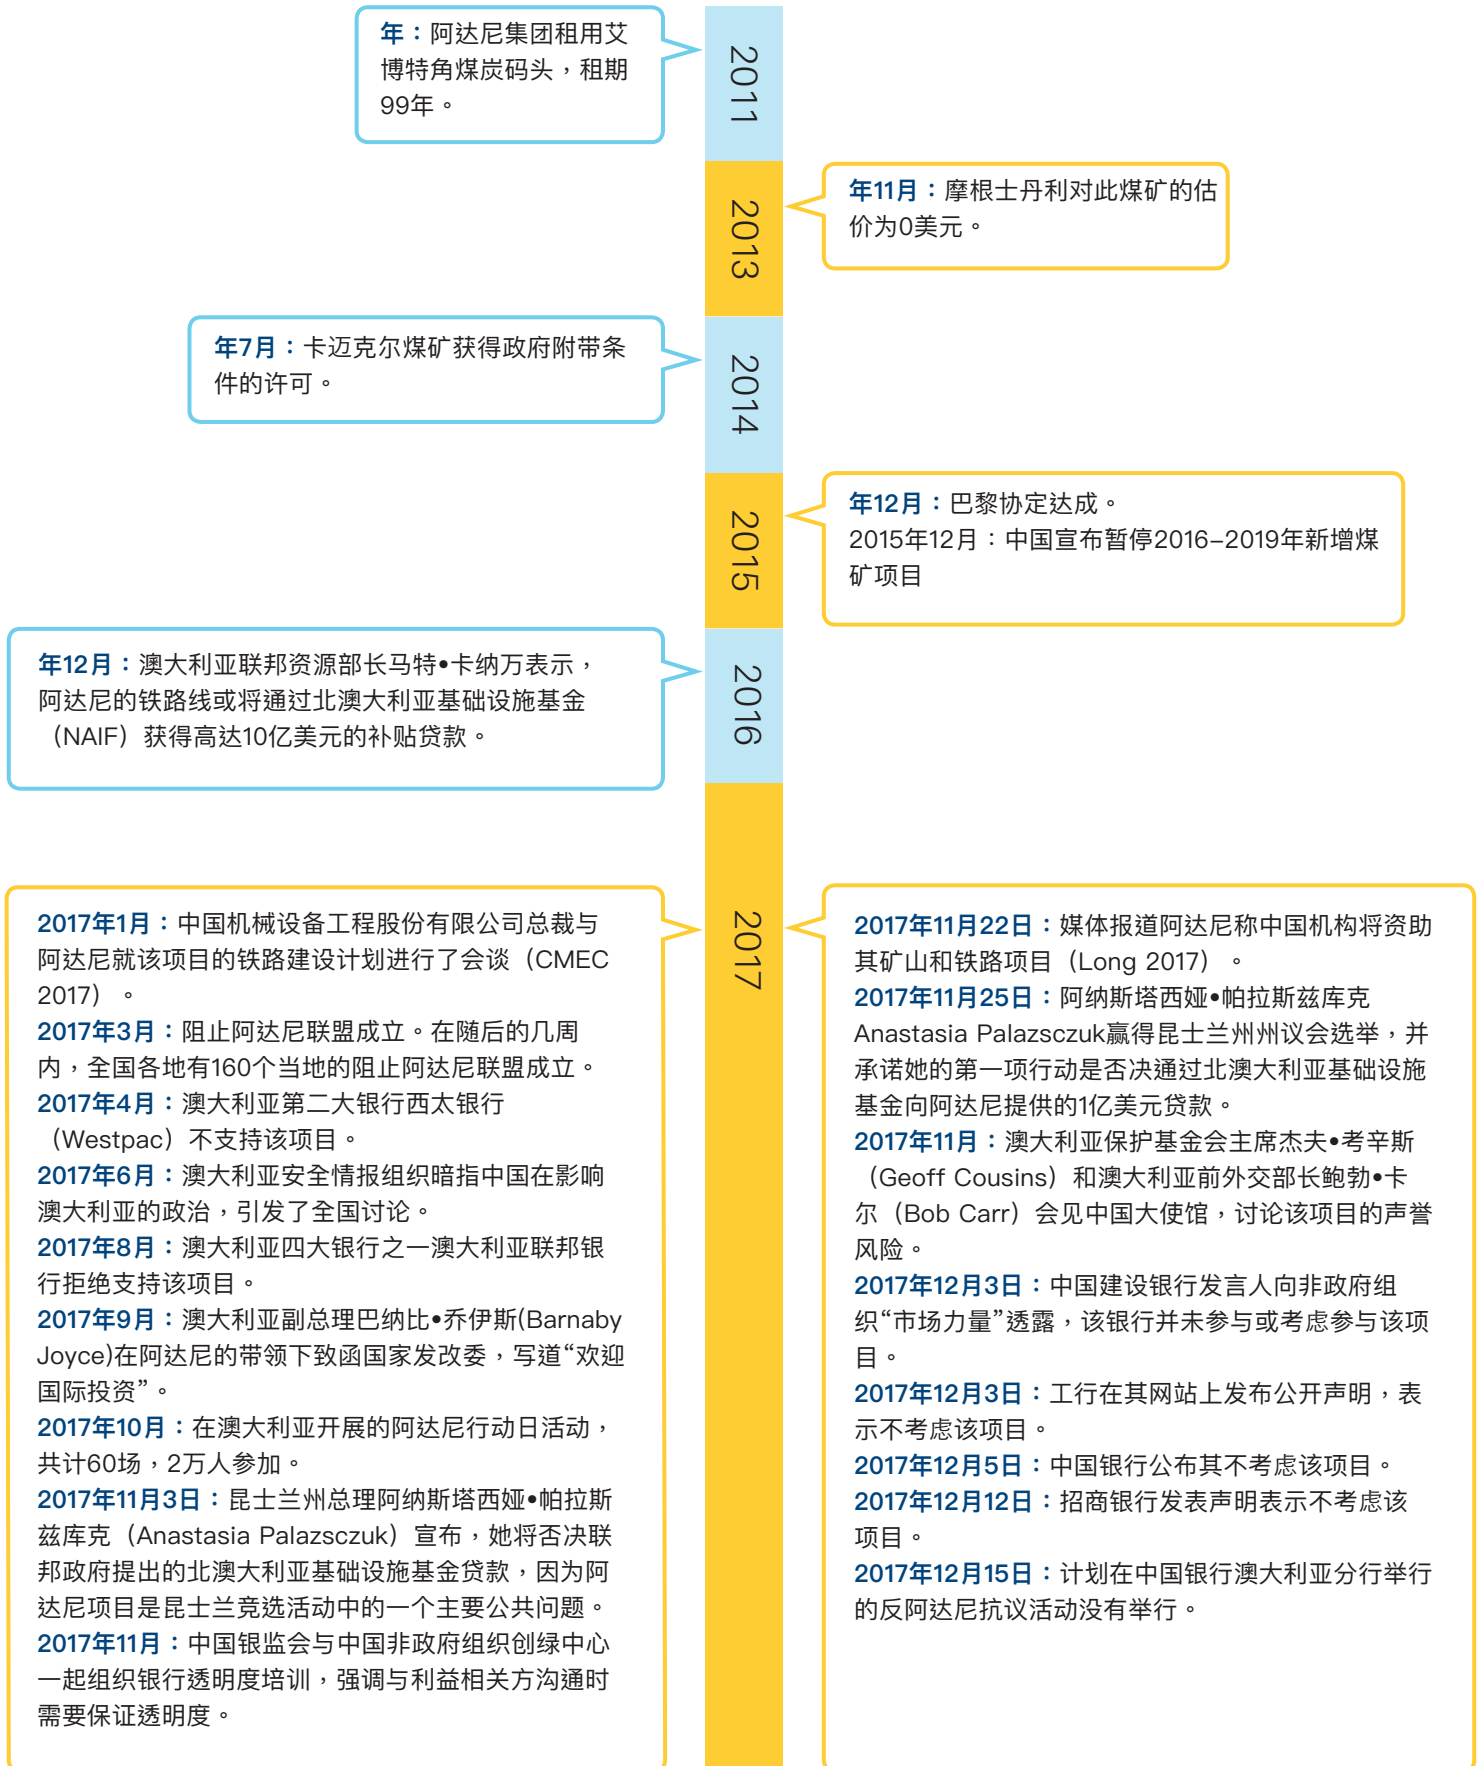 年：阿达尼集团租用艾
博特角煤炭码头，租期
99年。
2011
年11月：摩根士丹利对此煤矿的估
价为0美元。
2013
年7月：卡迈克尔煤矿获得政府附带条
件的许可。
2014
年12月：巴黎协定达成。
2015年12月：中国宣布暂停2016–2019年新增煤
矿项目
2015
年12月：澳大利亚联邦资源部长马特•卡纳万表示，
阿达尼的铁路线或将通过北澳大利亚基础设施基金
（NAIF）获得高达10亿美元的补贴贷款。
2016
2017
2017年1月：中国机械设备工程股份有限公司总裁与
阿达尼就该项目的铁路建设计划进行了会谈（CMEC
2017）。
2017年3月：阻止阿达尼联盟成立。在随后的几周
内，全国各地有160个当地的阻止阿达尼联盟成立。
2017年4月：澳大利亚第二大银行西太银行
（Westpac）不支持该项目。
2017年6月：澳大利亚安全情报组织暗指中国在影响
澳大利亚的政治，引发了全国讨论。
2017年8月：澳大利亚四大银行之一澳大利亚联邦银
行拒绝支持该项目。
2017年9月：澳大利亚副总理巴纳比•乔伊斯(Barnaby
Joyce)在阿达尼的带领下致函国家发改委，写道“欢迎
国际投资”。
2017年10月：在澳大利亚开展的阿达尼行动日活动，
共计60场，2万人参加。
2017年11月3日：昆士兰州总理阿纳斯塔西娅•帕拉斯
兹库克（Anastasia Palazsczuk）宣布，她将否决联
邦政府提出的北澳大利亚基础设施基金贷款，因为阿
达尼项目是昆士兰竞选活动中的一个主要公共问题。
2017年11月：中国银监会与中国非政府组织创绿中心
一起组织银行透明度培训，强调与利益相关方沟通时
需要保证透明度。
2017年11月22日：媒体报道阿达尼称中国机构将资助
其矿山和铁路项目（Long 2017）。
2017年11月25日：阿纳斯塔西娅•帕拉斯兹库克
Anastasia Palazsczuk赢得昆士兰州州议会选举，并
承诺她的第一项行动是否决通过北澳大利亚基础设施
基金向阿达尼提供的1亿美元贷款。
2017年11月：澳大利亚保护基金会主席杰夫•考辛斯
（Geoff Cousins）和澳大利亚前外交部长鲍勃•卡
尔（Bob Carr）会见中国大使馆，讨论该项目的声誉
风险。
2017年12月3日：中国建设银行发言人向非政府组
织“市场力量”透露，该银行并未参与或考虑参与该项
目。
2017年12月3日：工行在其网站上发布公开声明，表
示不考虑该项目。
2017年12月5日：中国银行公布其不考虑该项目。
2017年12月12日：招商银行发表声明表示不考虑该
项目。
2017年12月15日：计划在中国银行澳大利亚分行举行
的反阿达尼抗议活动没有举行。